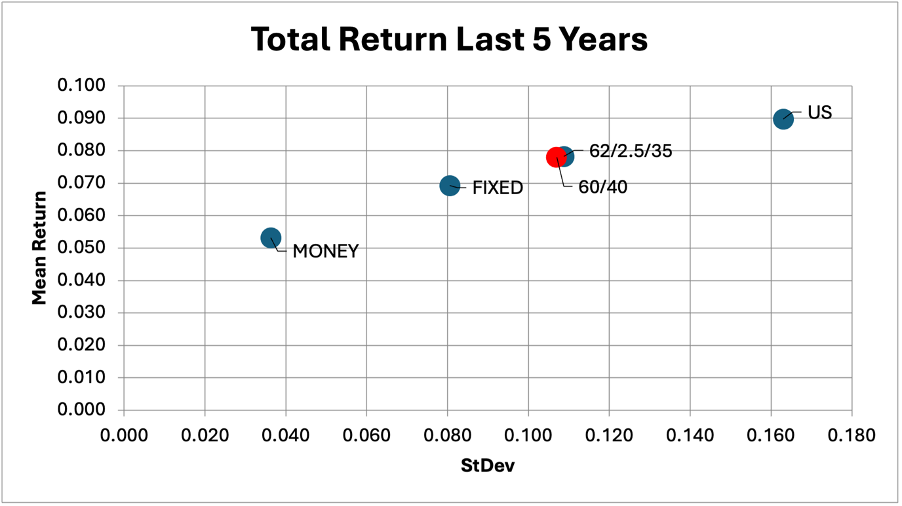 Total Return Last 5 Years
Mean Return
0.100
0.090
0.080
0.070
0.060
0.050
0.040
0.030
0.020
0.010
0.000
US
62/2.5/35
60/40
FIXED
MONEY
0.000 0.020 0.040 0.060 0.080 0.100 0.120 0.140 0.160 0.180
StDev